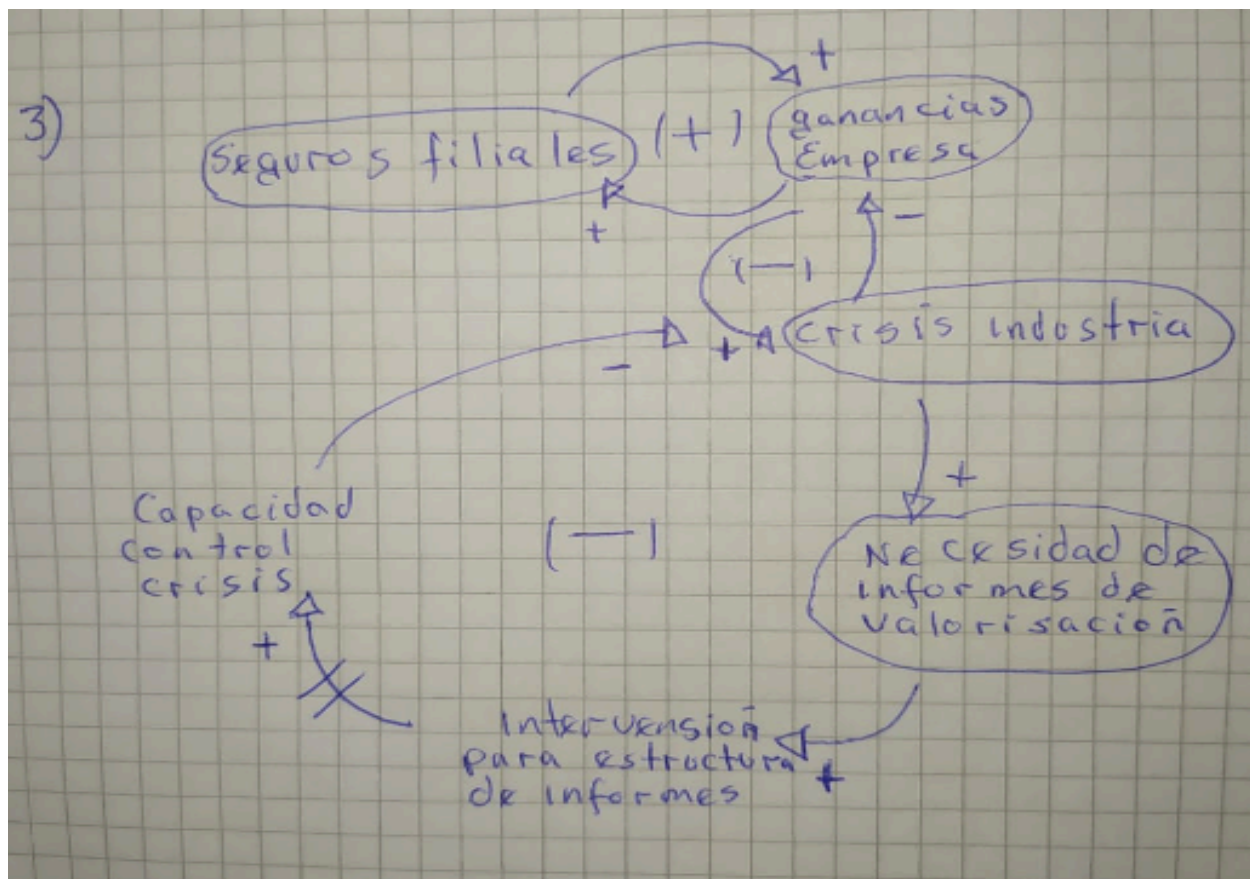 3)
+
Seguros filiales
(+)
ganancias
Empresa
+
-
(-)
+
Crisis indostria
-
+
Capacidad
control
crisis
(-)
Necesidad de
informes de
valorisación
+
Intervensión
para estructura
de informes
+